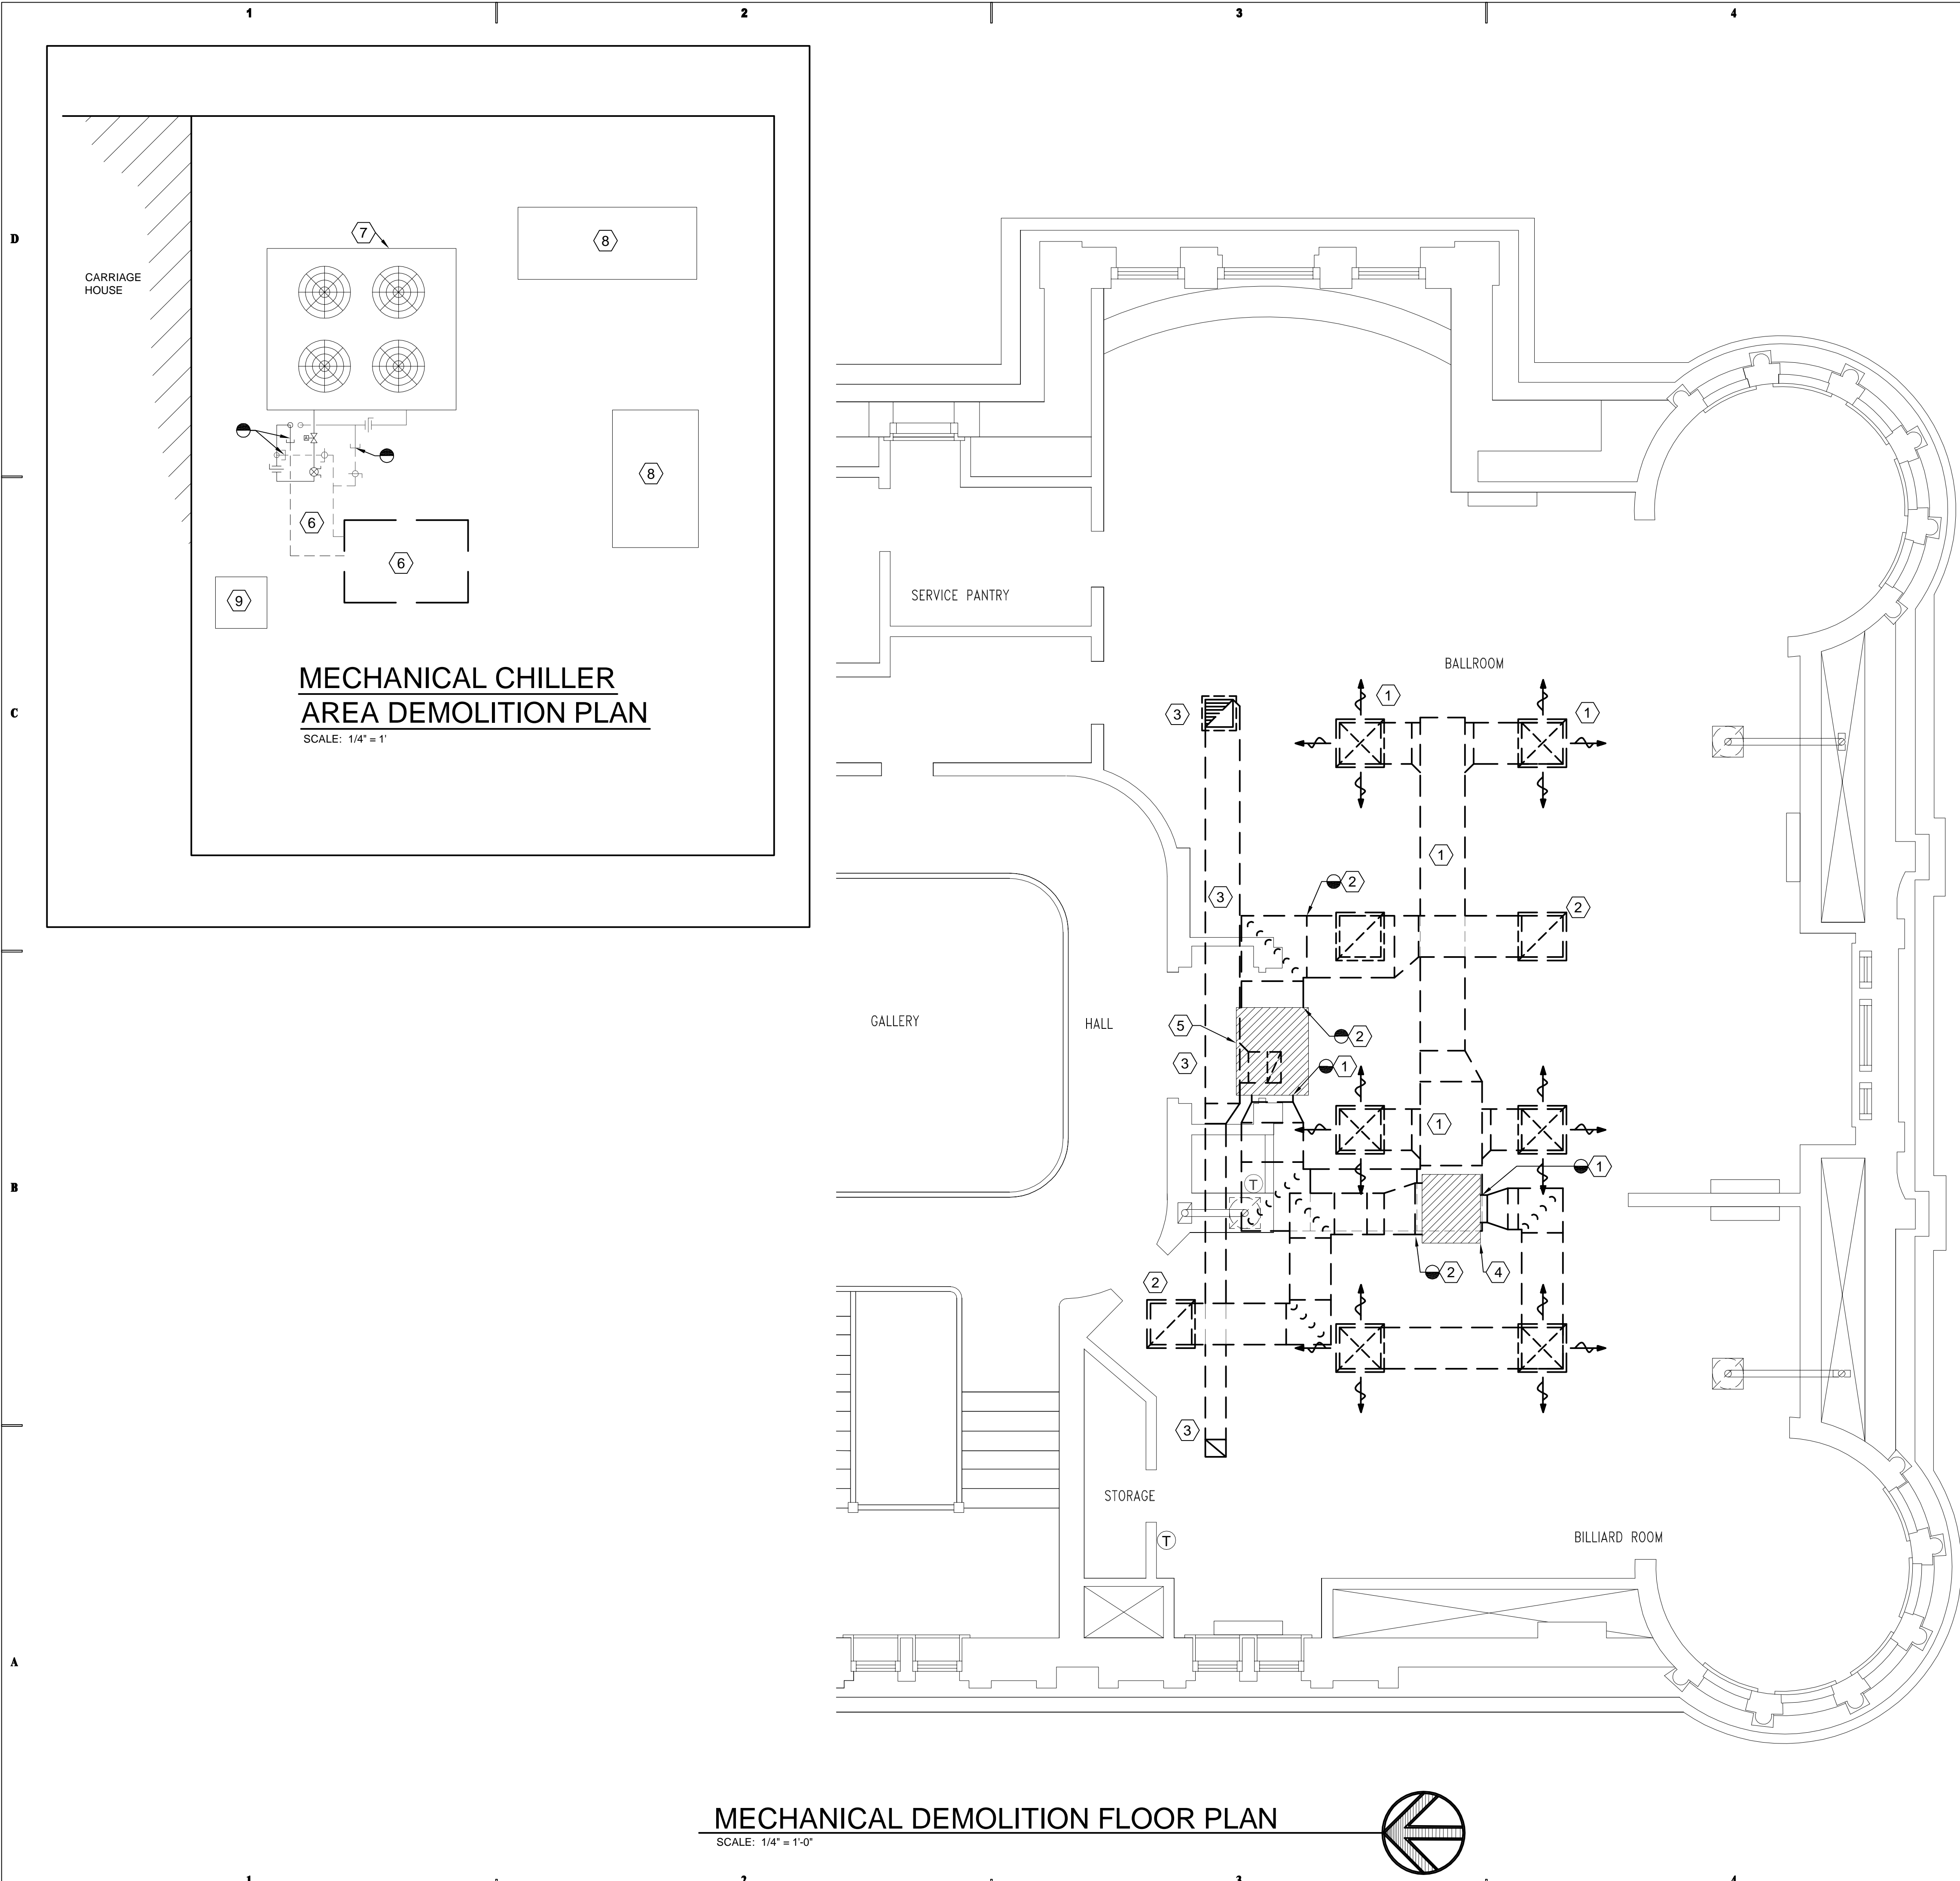 1 2 3 4
D
7
8
CARRIAGE
HOUSE
8
6
6
9
SERVICE PANTRY
MECHANICAL CHILLER
AREA DEMOLITION PLAN
SCALE: 1/4" = 1'
BALLROOM
C
3 1 1
1
2
3 2
GALLERY
HALL
5 2
3 1
1
B
1
T
2 4
2
3
STORAGE
T
BILLIARD ROOM
A
MECHANICAL DEMOLITION FLOOR PLAN
SCALE: 1/4" = 1'-0"
1 2 3 4